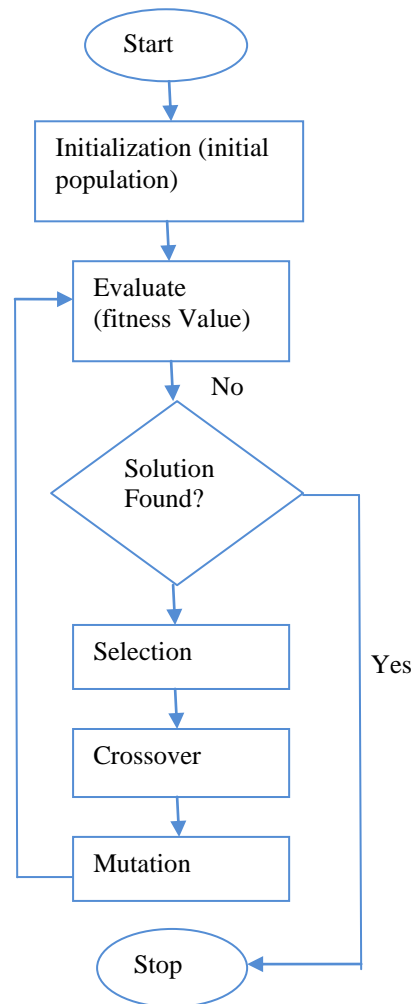 Start
Initialization (initial
population)
Evaluate
(fitness Value)
No
Solution
Found?
Selection
Yes
Crossover
Mutation
Stop